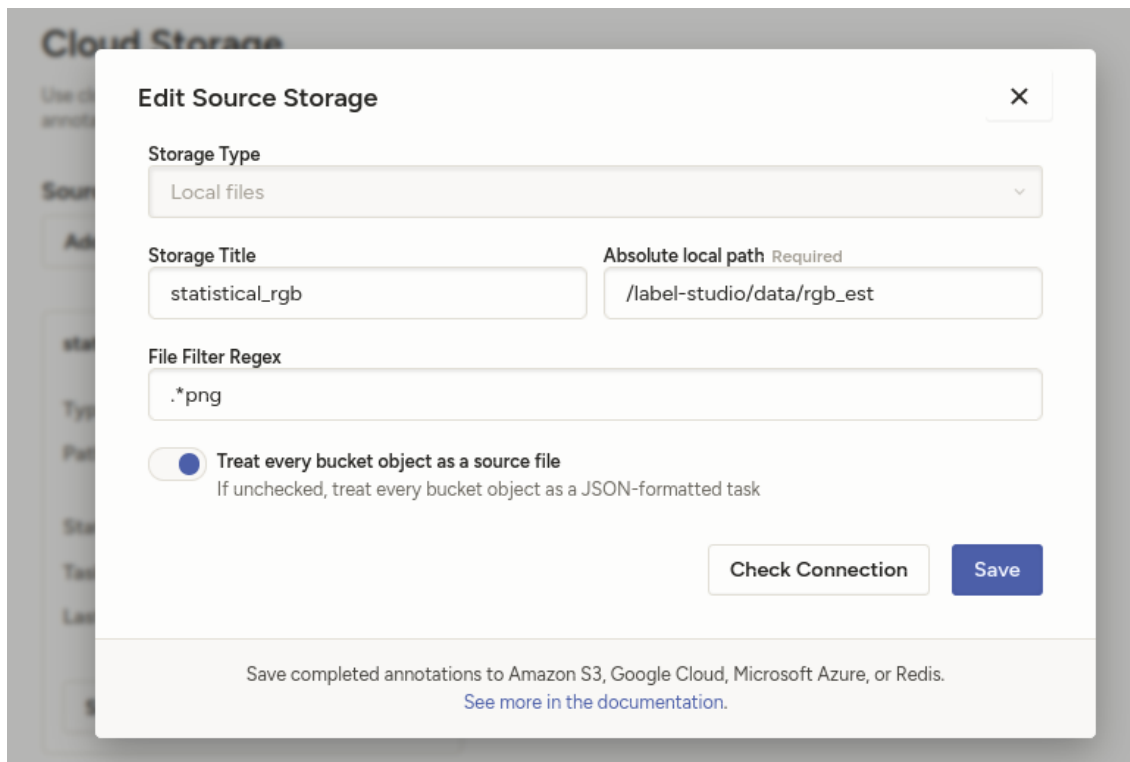 Cloud Storage
Edit Source Storage
Storage Type
Local files
Storage Title
Absolute local path Required
statistical_rgb
/label-studio/data/rgb_est
File Filter Regex
.*png
Treat every bucket object as a source file
If unchecked, treat every bucket object as a JSON-formatted task
Check Connection
Save
Save completed annotations to Amazon S3, Google Cloud, Microsoft Azure, or Redis.
See more in the documentation.